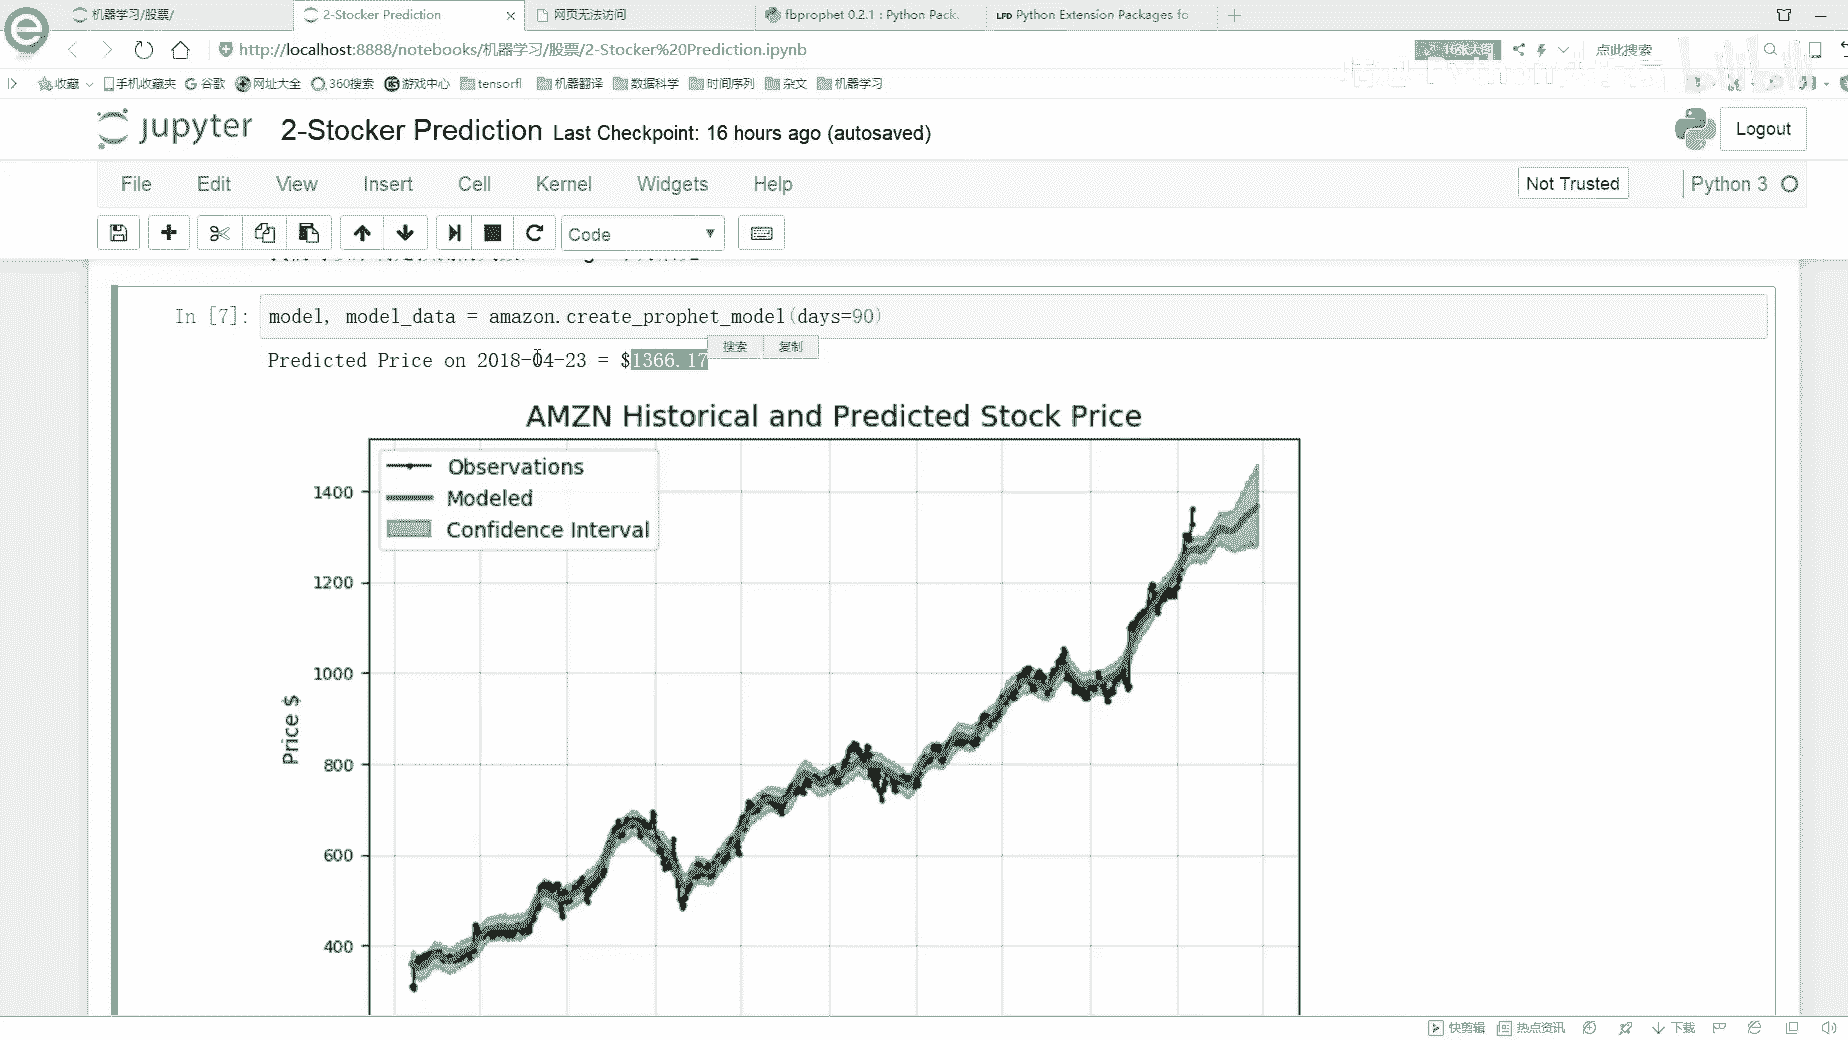 机器学习/股票/
2-Stocker Prediction
网页无法访问
fbprophet 0.2.1 : Python Pack.
LFD Python Extension Packages fo
http://localhost:8888/notebooks/机器学习/股票/2-Stocker%20Prediction.ipynb
点此搜索
收藏 手机收藏夹 谷歌 网址大全 360搜索 游戏中心 tensorfl 机器翻译 数据科学 时间序列 杂文 机器学习
jupyter 2-Stocker Prediction Last Checkpoint: 16 hours ago (autosaved)
Logout
File Edit View Insert Cell Kernel Widgets Help
Not Trusted
Python 3
Code
In [7]: model, model_data = amazon.create_prophet_model(days=90)
搜索 复制
Predicted Price on 2018-04-23 = $1366.17
AMZN Historical and Predicted Stock Price
Observations
Modeled
Confidence Interval
1400
1200
1000
800
600
400
Price $
快剪辑 热点资讯 下载